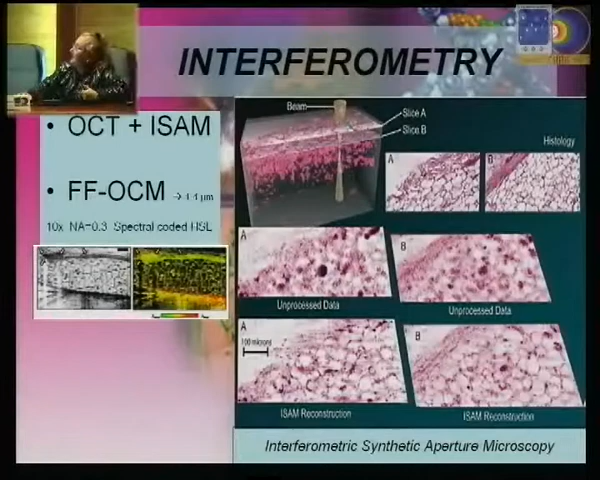 INTERFEROMETRY
• OCT + ISAM
• FF-OCM
10x NA=0.3 Spectral coded HSL
Beam
Slice A
Slice B
Histology
A
B
A
Unprocessed Data
B
Unprocessed Data
A
100 microns
ISAM Reconstruction
B
ISAM Reconstruction
Interferometric Synthetic Aperture Microscopy